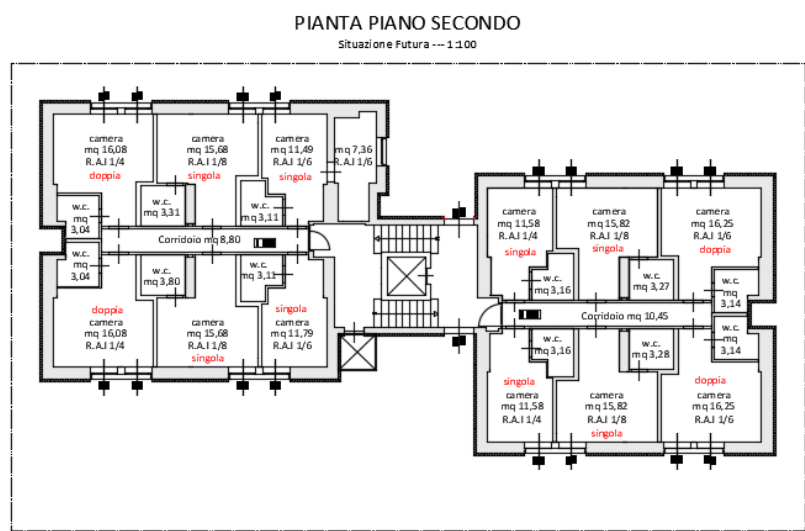 PIANTA PIANO SECONDO
Situazione Futura --- 1:100
camera
mq 16,08
R.A.I 1/4
doppia
camera
mq 15,68
R.A.I 1/8
singola
camera
mq 11,49
R.A.I 1/6
singola
mq 7,36
R.A.I 1/6
w.c.
mq
3,04
w.c.
mq 3,31
w.c.
mq 3,11
Corridoio mq 8,80
w.c.
mq
3,04
w.c.
mq 3,80
w.c.
mq 3,11
doppia
camera
mq 16,08
R.A.I 1/4
camera
mq 15,68
R.A.I 1/8
singola
singola
camera
mq 11,79
R.A.I 1/6
camera
mq 11,58
R.A.I 1/4
singola
camera
mq 15,82
R.A.I 1/8
singola
camera
mq 16,25
R.A.I 1/6
doppia
w.c.
mq 3,16
w.c.
mq 3,27
w.c.
mq
3,14
Corridoio mq 10,45
w.c.
mq 3,16
w.c.
mq 3,28
w.c.
mq
3,14
singola
camera
mq 11,58
R.A.I 1/4
camera
mq 15,82
R.A.I 1/8
singola
doppia
camera
mq 16,25
R.A.I 1/6